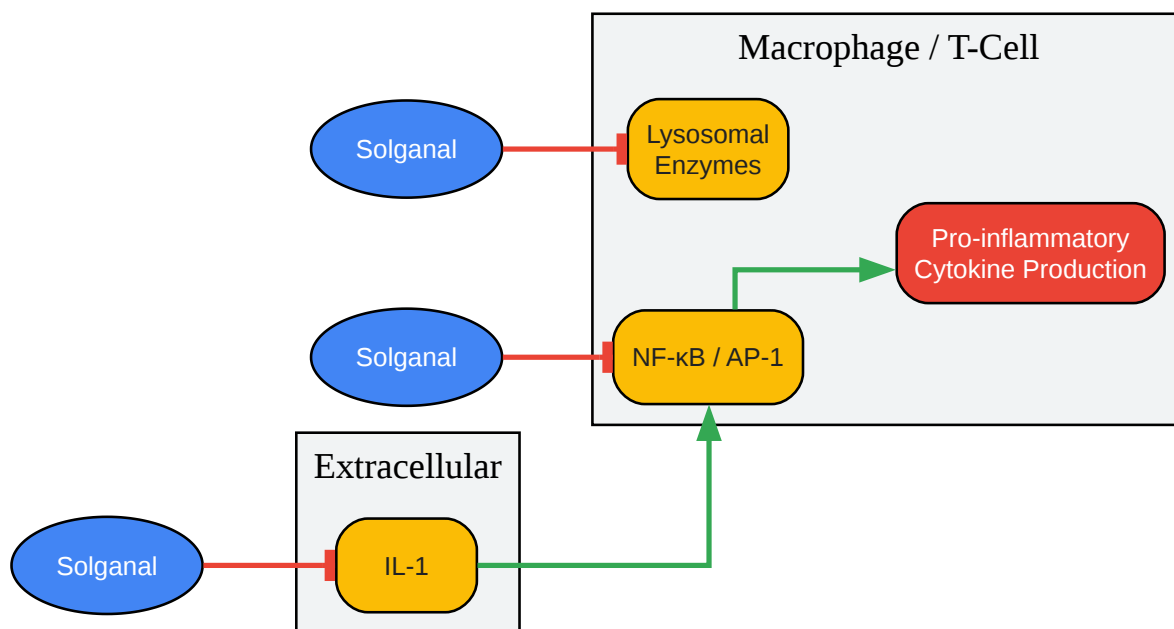 Macrophage / T-Cell
Solganal
Lysosomal
Enzymes
Pro-inflammatory
Cytokine Production
Solganal
NF-κB / AP-1
Extracellular
Solganal
IL-1